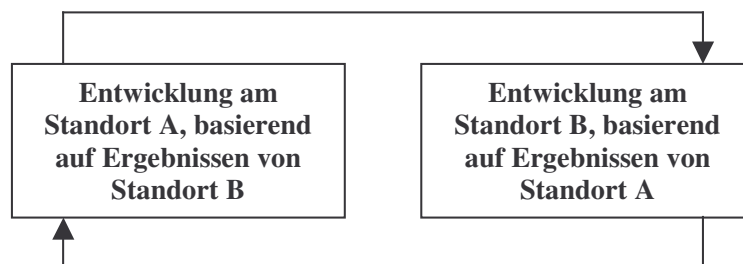 Entwicklung am
Standort A, basierend
auf Ergebnissen von
Standort B
Entwicklung am
Standort B, basierend
auf Ergebnissen von
Standort A